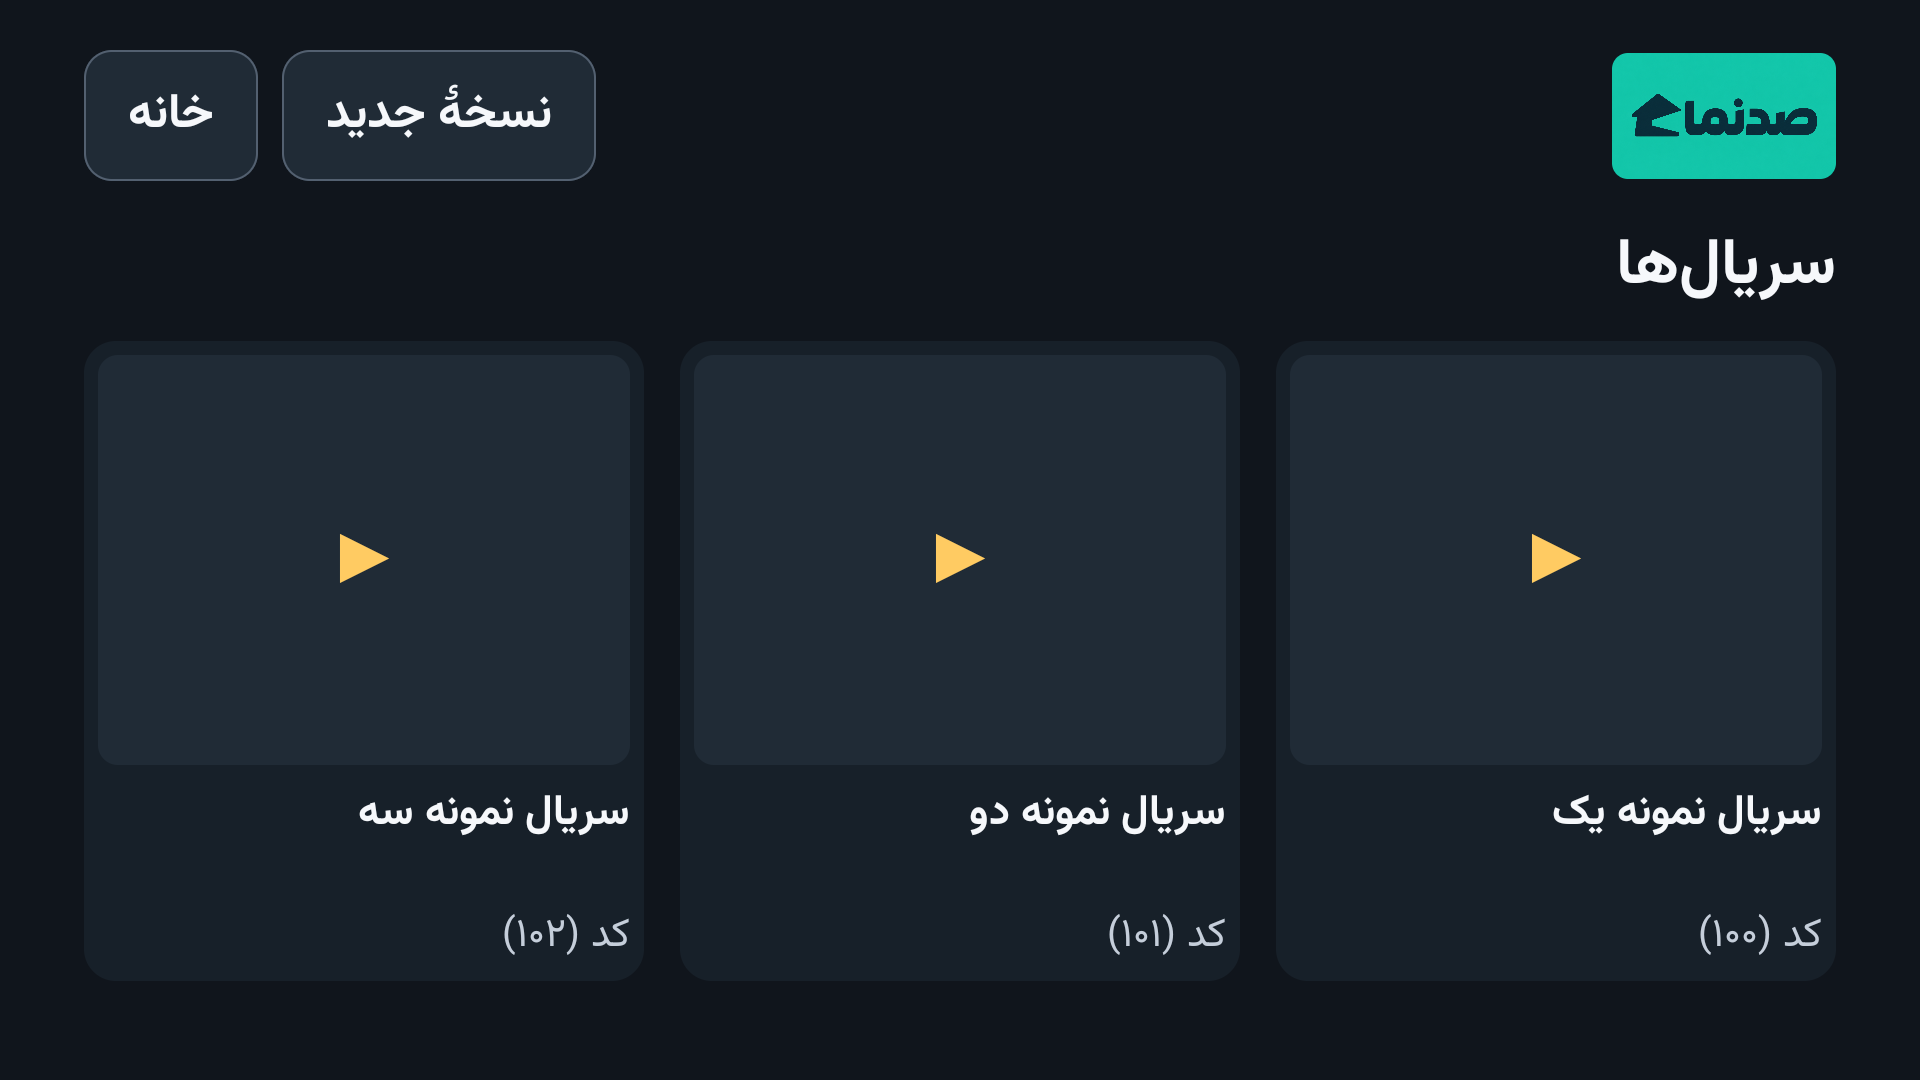 صدنما
نسخهٔ جدید
خانه
سریال‌ها
سریال نمونه یک
کد (۱۰۰)
سریال نمونه دو
کد (۱۰۱)
سریال نمونه سه
کد (۱۰۲)